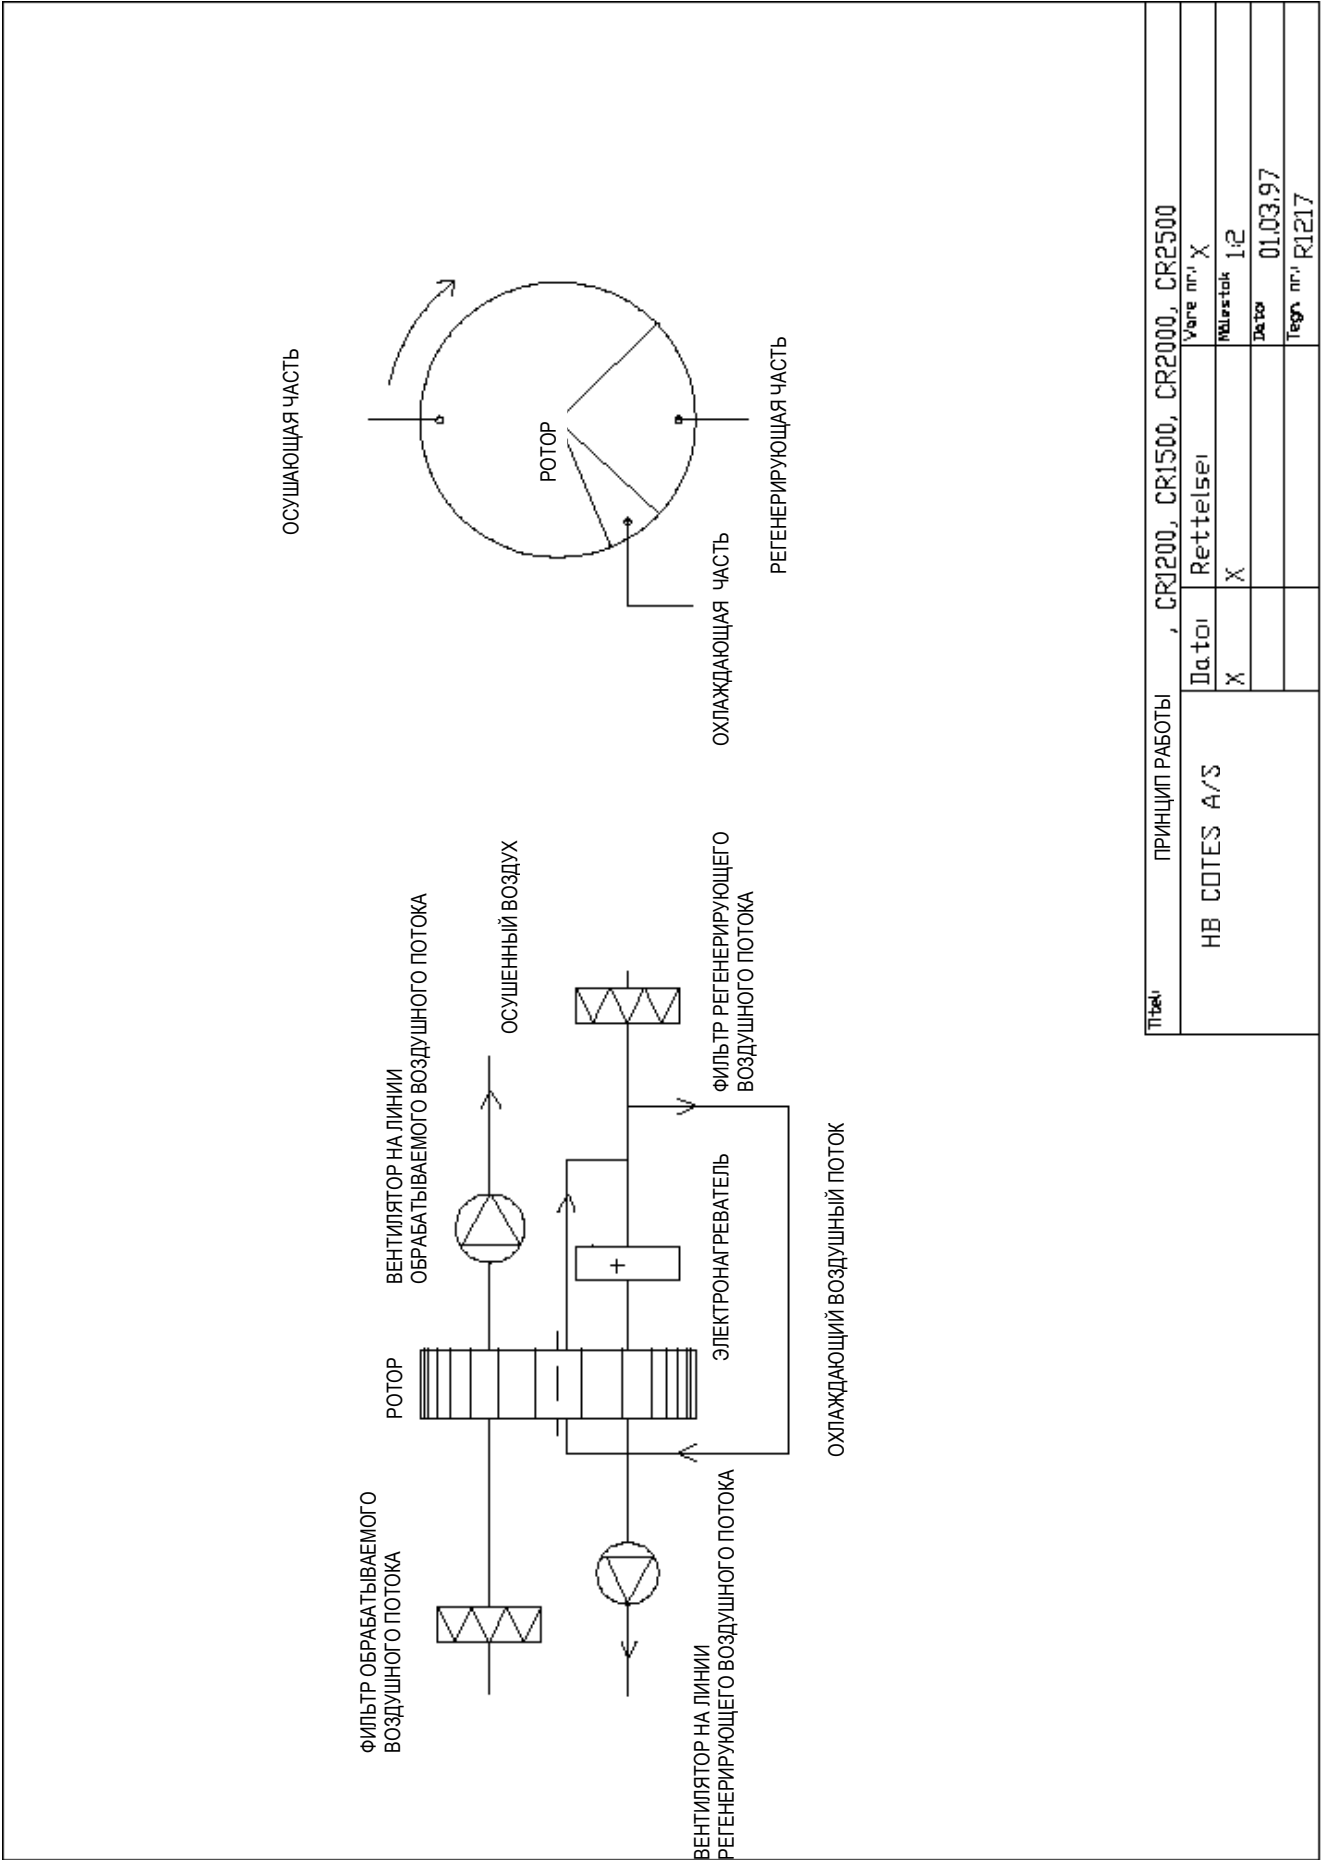 ОСУШАЮЩАЯ ЧАСТЬ
РОТОР
ОХЛАЖДАЮЩАЯ ЧАСТЬ
РЕГЕНЕРИРУЮЩАЯ ЧАСТЬ
ФИЛЬТР ОБРАБАТЫВАЕМОГО
ВОЗДУШНОГО ПОТОКА
РОТОР
ВЕНТИЛЯТОР НА ЛИНИИ
ОБРАБАТЫВАЕМОГО ВОЗДУШНОГО ПОТОКА
ОСУШЕННЫЙ ВОЗДУХ
ВЕНТИЛЯТОР НА ЛИНИИ
РЕГЕНЕРИРУЮЩЕГО ВОЗДУШНОГО ПОТОКА
ЭЛЕКТРОНАГРЕВАТЕЛЬ
ФИЛЬТР РЕГЕНЕРИРУЮЩЕГО
ВОЗДУШНОГО ПОТОКА
ОХЛАЖДАЮЩИЙ ВОЗДУШНЫЙ ПОТОК
Titel: ПРИНЦИП РАБОТЫ , CR1200, CR1500, CR2000, CR2500
HB COTES A/S
Dato: Rettelse:
X X
Vare nr.: X
Målestok 1:2
Dato: 01.03.97
Tegn. nr.: R1217